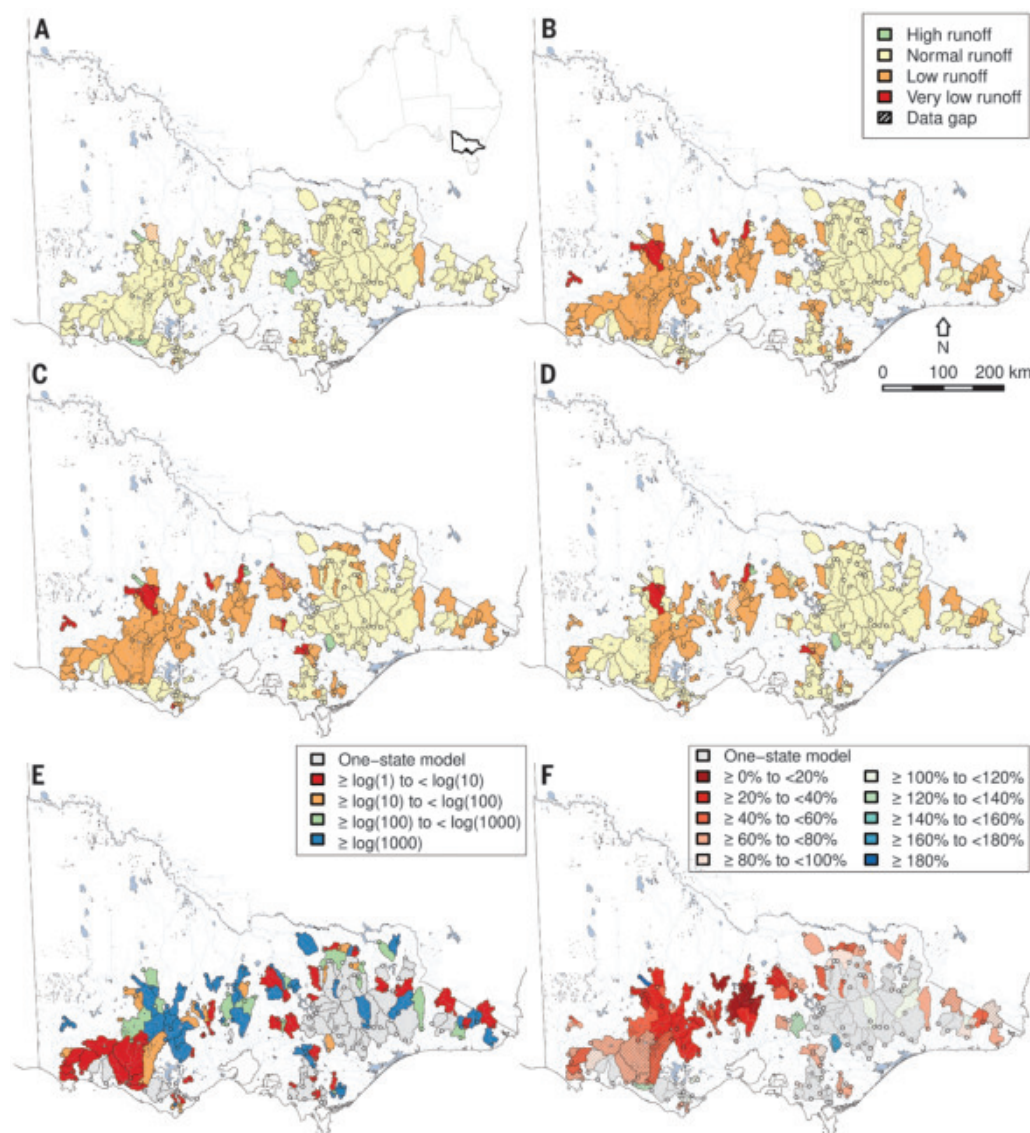 A
B
High runoff
Normal runoff
Low runoff
Very low runoff
Data gap
N
0 100 200 km
C
D
E
One−state model
≥ log(1) to < log(10)
≥ log(10) to < log(100)
≥ log(100) to < log(1000)
≥ log(1000)
F
One−state model
≥ 0% to <20%
≥ 20% to <40%
≥ 40% to <60%
≥ 60% to <80%
≥ 80% to <100%
≥ 100% to <120%
≥ 120% to <140%
≥ 140% to <160%
≥ 160% to <180%
≥ 180%